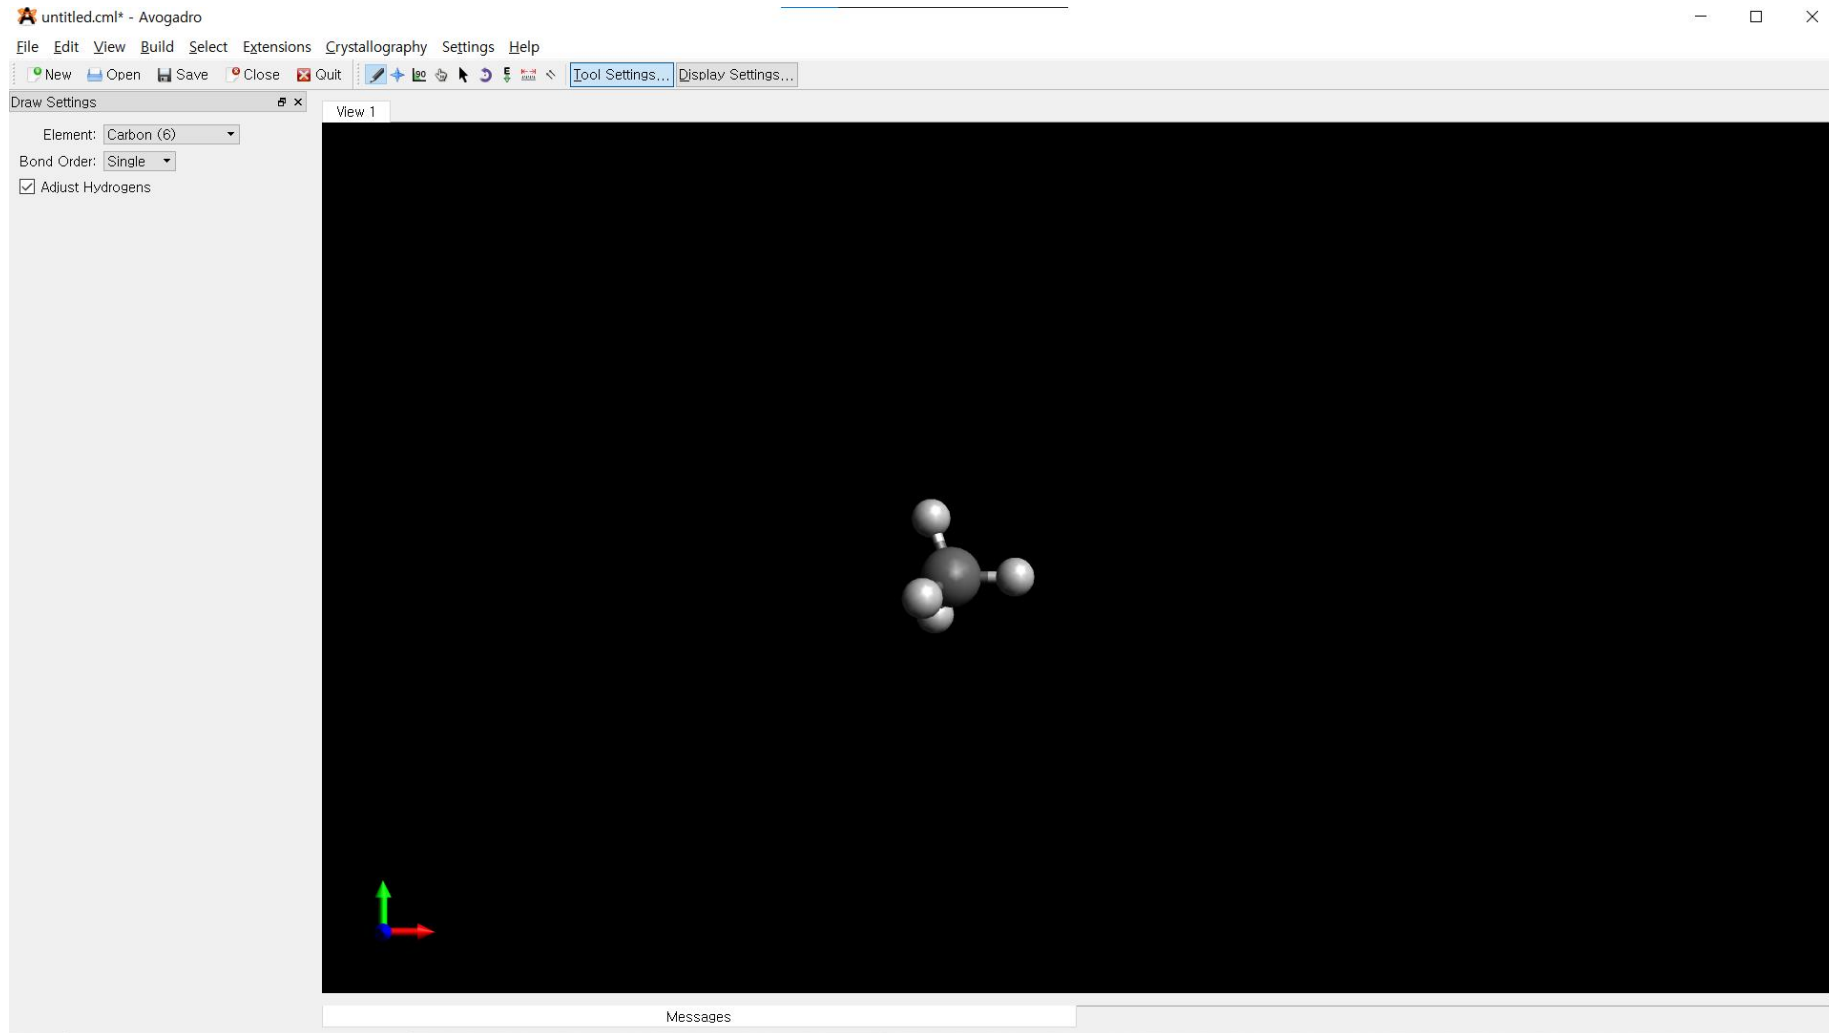 untitled.cml* - Avogadro
File Edit View Build Select Extensions Crystallography Settings Help
New Open Save Close Quit E Tool Settings... Display Settings...
Draw Settings
View 1
Element: Carbon (6)
Bond Order: Single
Adjust Hydrogens
Messages